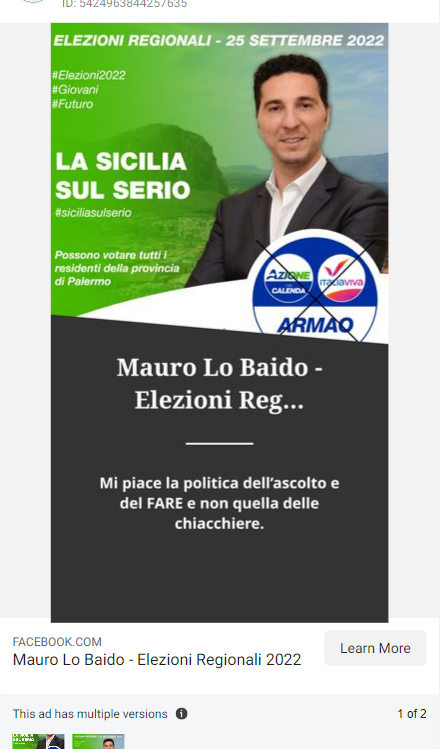 ID: 5424963844257635
ELEZIONI REGIONALI - 25 SETTEMBRE 2022
#Elezioni2022
#Giovani
#Futuro
LA SICILIA
SUL SERIO
#siciliasulserio
Possono votare tutti i
residenti della provincia
di Palermo
AZIONE
CON
CALENDA
ITALIAVIVA
ARMAO
Mauro Lo Baido -
Elezioni Reg...
Mi piace la politica dell'ascolto e
del FARE e non quella delle
chiacchiere.
FACEBOOK.COM
Mauro Lo Baido - Elezioni Regionali 2022
Learn More
This ad has multiple versions
1 of 2